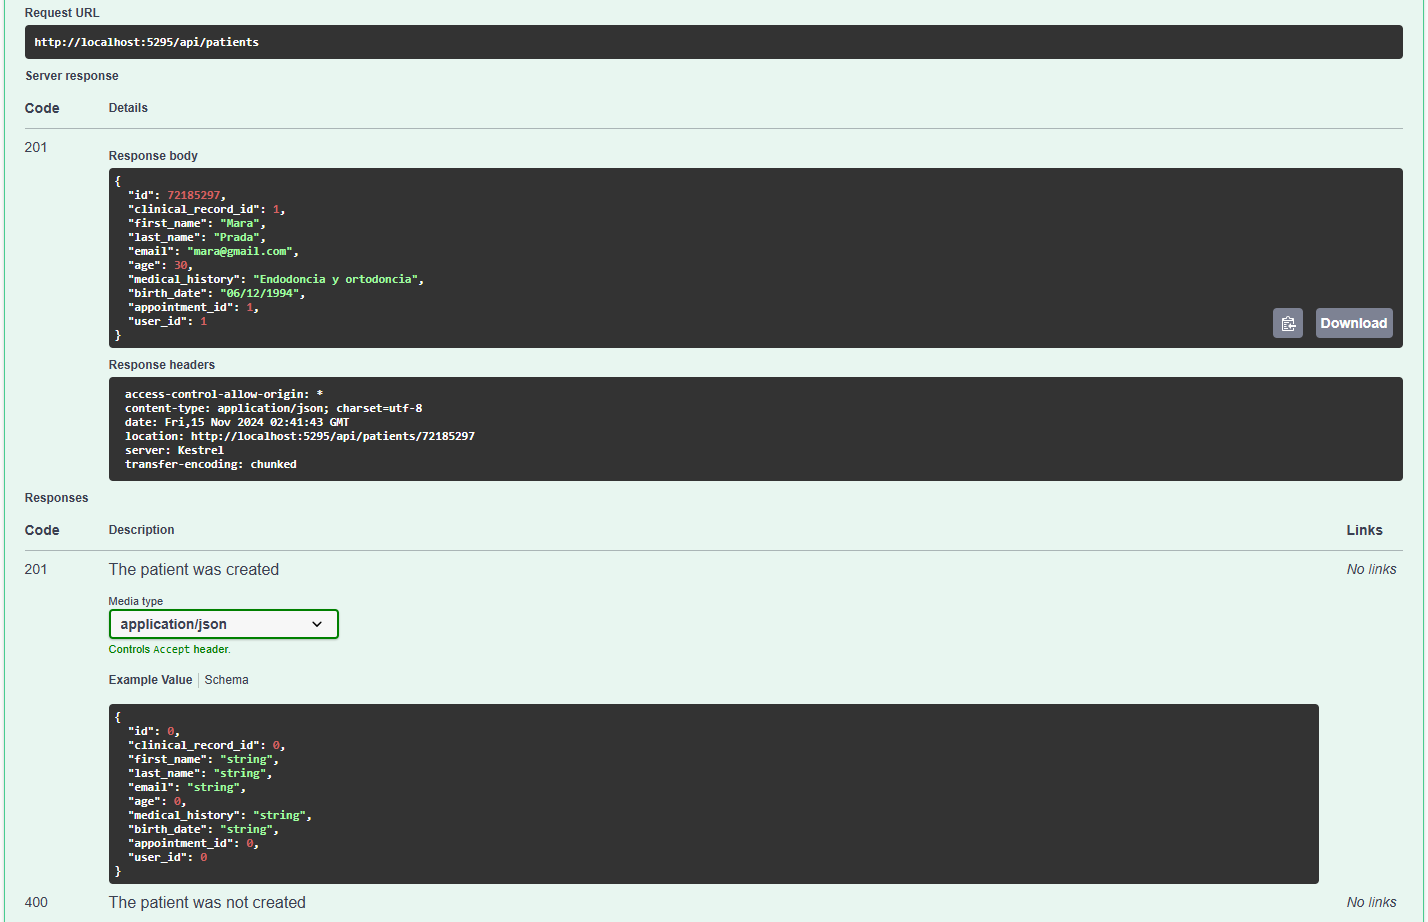 Request URL
http://localhost:5295/api/patients
Server response
Code Details
201
Response body
{
  "id": 72185297,
  "clinical_record_id": 1,
  "first_name": "Mara",
  "last_name": "Prada",
  "email": "mara@gmail.com",
  "age": 30,
  "medical_history": "Endodoncia y ortodoncia",
  "birth_date": "06/12/1994",
  "appointment_id": 1,
  "user_id": 1
}
Download
Response headers
access-control-allow-origin: *
content-type: application/json; charset=utf-8
date: Fri,15 Nov 2024 02:41:43 GMT
location: http://localhost:5295/api/patients/72185297
server: Kestrel
transfer-encoding: chunked
Responses
Code Description Links
201 The patient was created No links
Media type
application/json
Controls Accept header.
Example Value Schema
{
  "id": 0,
  "clinical_record_id": 0,
  "first_name": "string",
  "last_name": "string",
  "email": "string",
  "age": 0,
  "medical_history": "string",
  "birth_date": "string",
  "appointment_id": 0,
  "user_id": 0
}
400 The patient was not created No links